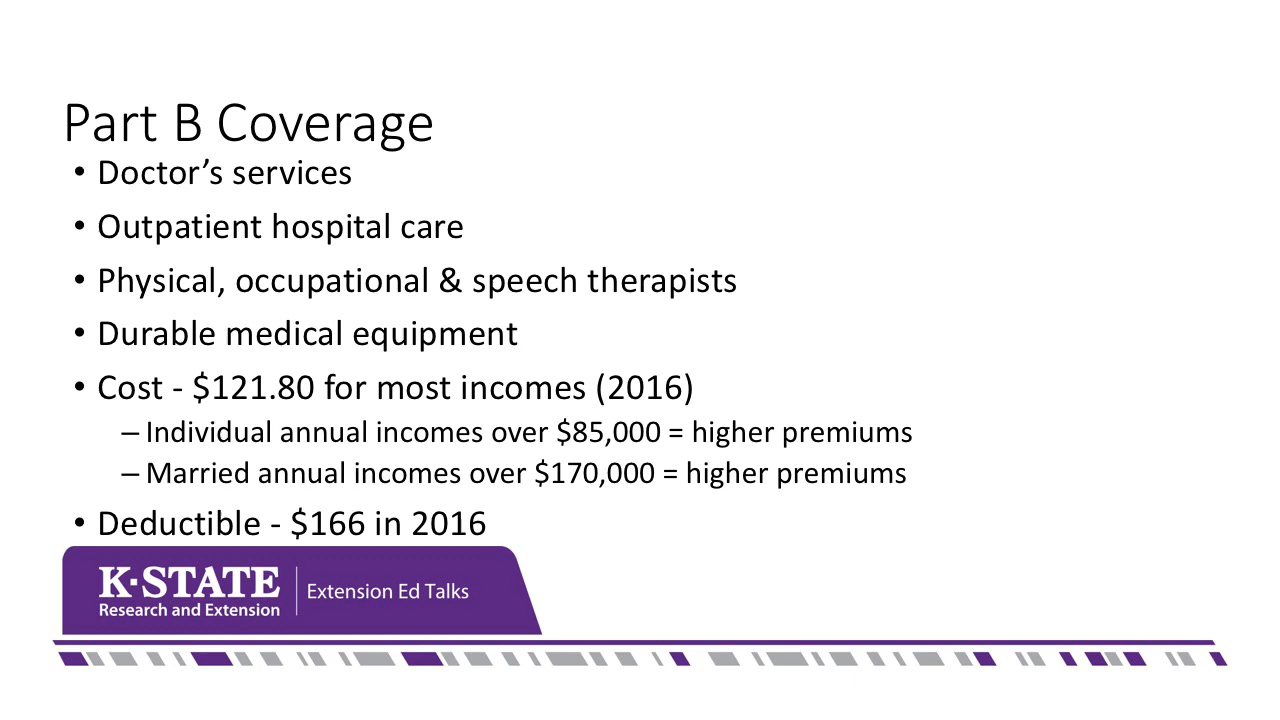 Part B Coverage
• Doctor’s services
• Outpatient hospital care
• Physical, occupational & speech therapists
• Durable medical equipment
• Cost - $121.80 for most incomes (2016)
– Individual annual incomes over $85,000 = higher premiums
– Married annual incomes over $170,000 = higher premiums
• Deductible - $166 in 2016
K·STATE
Research and Extension
Extension Ed Talks